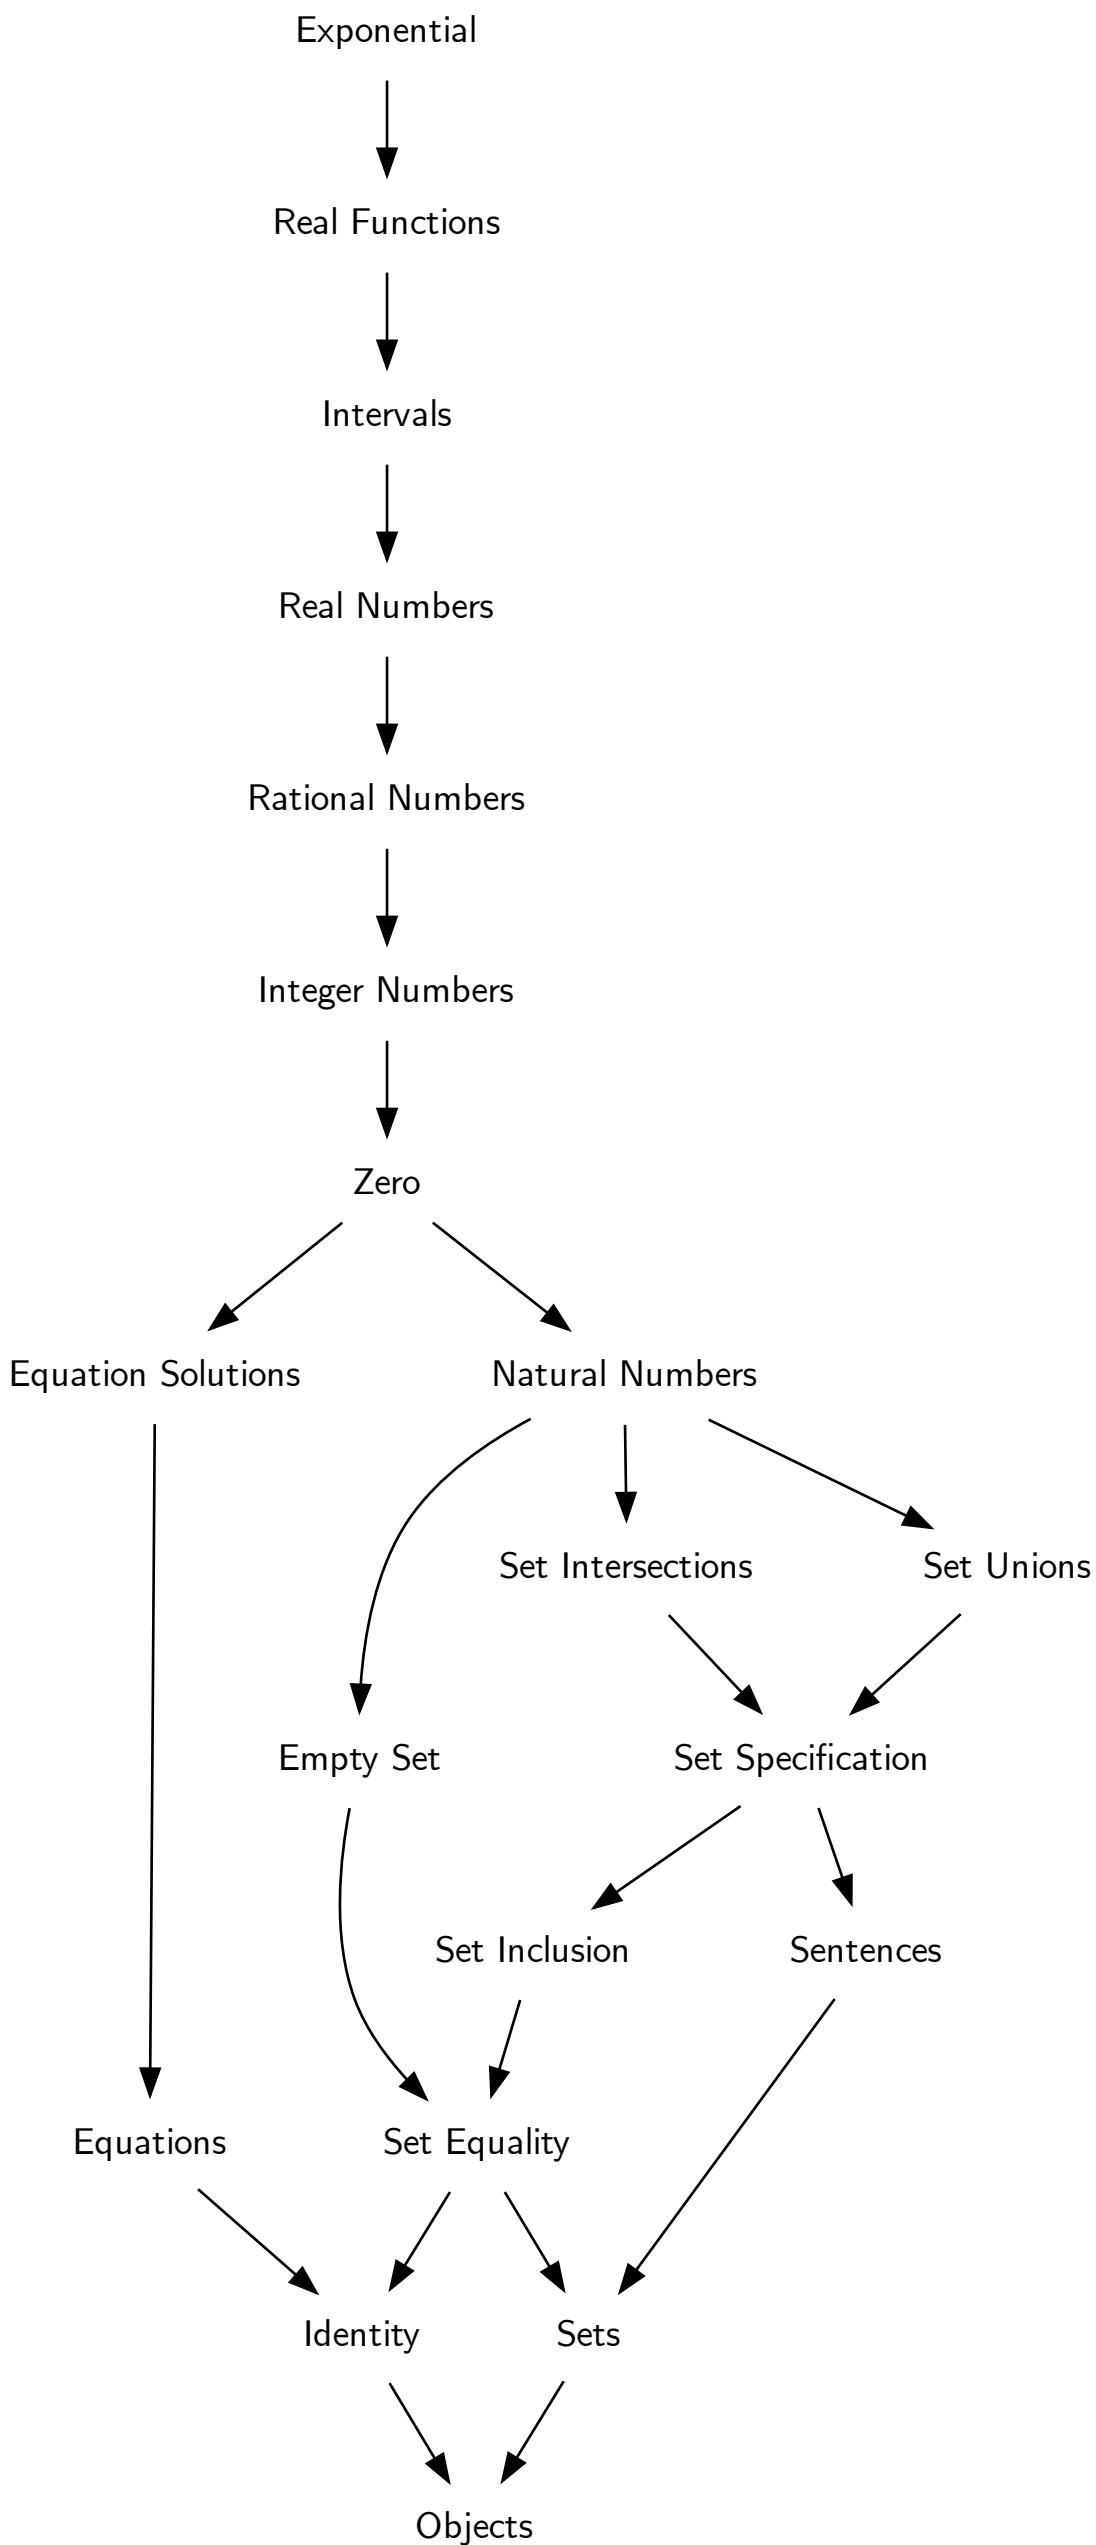 Exponential
Real Functions
Intervals
Real Numbers
Rational Numbers
Integer Numbers
Zero
Equation Solutions
Natural Numbers
Set Intersections
Set Unions
Empty Set
Set Specification
Set Inclusion
Sentences
Equations
Set Equality
Identity
Sets
Objects